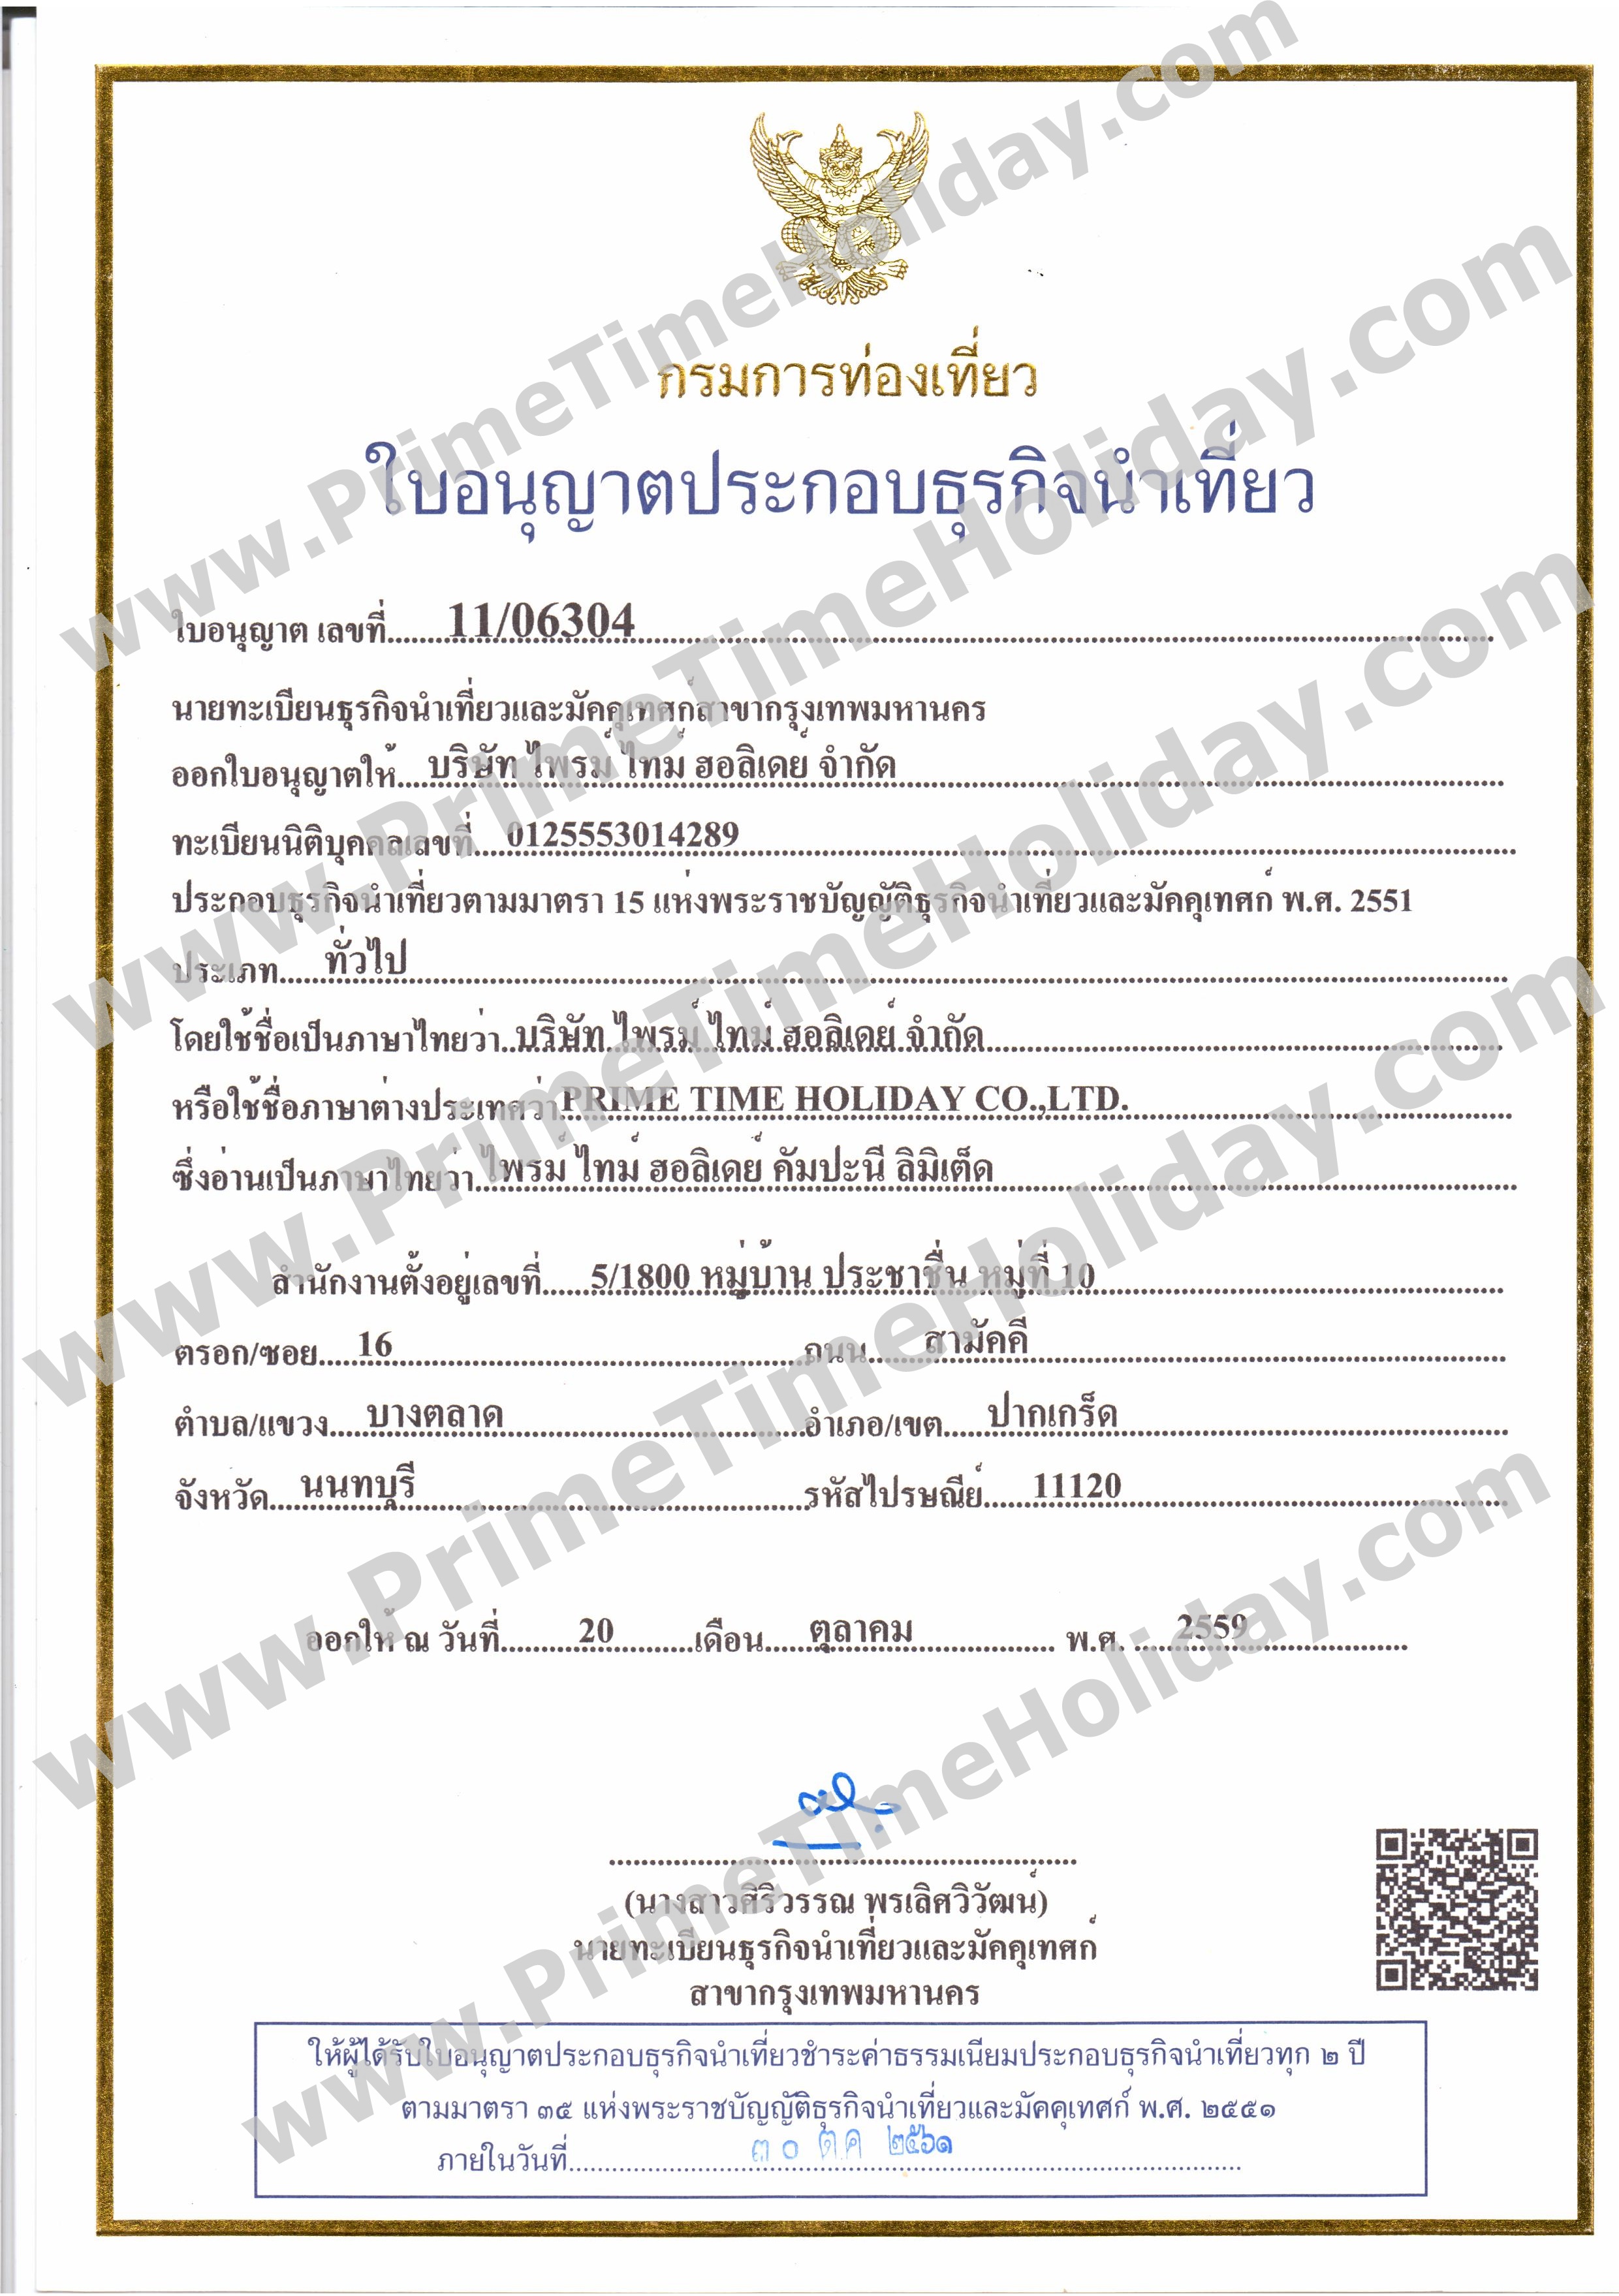 กรมการท่องเที่ยว
ใบอนุญาตประกอบธุรกิจนำเที่ยว
ใบอนุญาต เลขที่ 11/06304
นายทะเบียนธุรกิจนำเที่ยวและมัคคุเทศก์สาขากรุงเทพมหานคร
ออกใบอนุญาตให้ บริษัท ไพรม์ ไทม์ ฮอลิเดย์ จำกัด
ทะเบียนนิติบุคคลเลขที่ 0125553014289
ประกอบธุรกิจนำเที่ยวตามมาตรา 15 แห่งพระราชบัญญัติธุรกิจนำเที่ยวและมัคคุเทศก์ พ.ศ. 2551
ประเภท ทั่วไป
โดยใช้ชื่อเป็นภาษาไทยว่า บริษัท ไพรม์ ไทม์ ฮอลิเดย์ จำกัด
หรือใช้ชื่อภาษาต่างประเทศว่า PRIME TIME HOLIDAY CO.,LTD.
ซึ่งอ่านเป็นภาษาไทยว่า ไพร์ม ไทม์ ฮอลิเดย์ คัมปะนี ลิมิเต็ด
สำนักงานตั้งอยู่เลขที่ 5/1800 หมู่บ้าน ประชาชื่น หมู่ที่ 10
ตรอก/ซอย 16 ถนน สามัคคี
ตำบล/แขวง บางตลาด อำเภอ/เขต ปากเกร็ด
จังหวัด นนทบุรี รหัสไปรษณีย์ 11120
ออกให้ ณ วันที่ 20 เดือน ตุลาคม พ.ศ. 2559
(นางสาวศิริวรรณ พรเลิศวิวัฒน์)
นายทะเบียนธุรกิจนำเที่ยวและมัคคุเทศก์
สาขากรุงเทพมหานคร
ให้ผู้ได้รับใบอนุญาตประกอบธุรกิจนำเที่ยวชำระค่าธรรมเนียมประกอบธุรกิจนำเที่ยวทุก ๒ ปี
ตามมาตรา ๓๕ แห่งพระราชบัญญัติธุรกิจนำเที่ยวและมัคคุเทศก์ พ.ศ. ๒๕๕๑
ภายในวันที่ ๓๐ ต.ค ๒๕๖๑
www.PrimeTimeHoliday.com
www.PrimeTimeHoliday.com
www.PrimeTimeHoliday.com
www.PrimeTimeHoliday.com
www.PrimeTimeHoliday.com